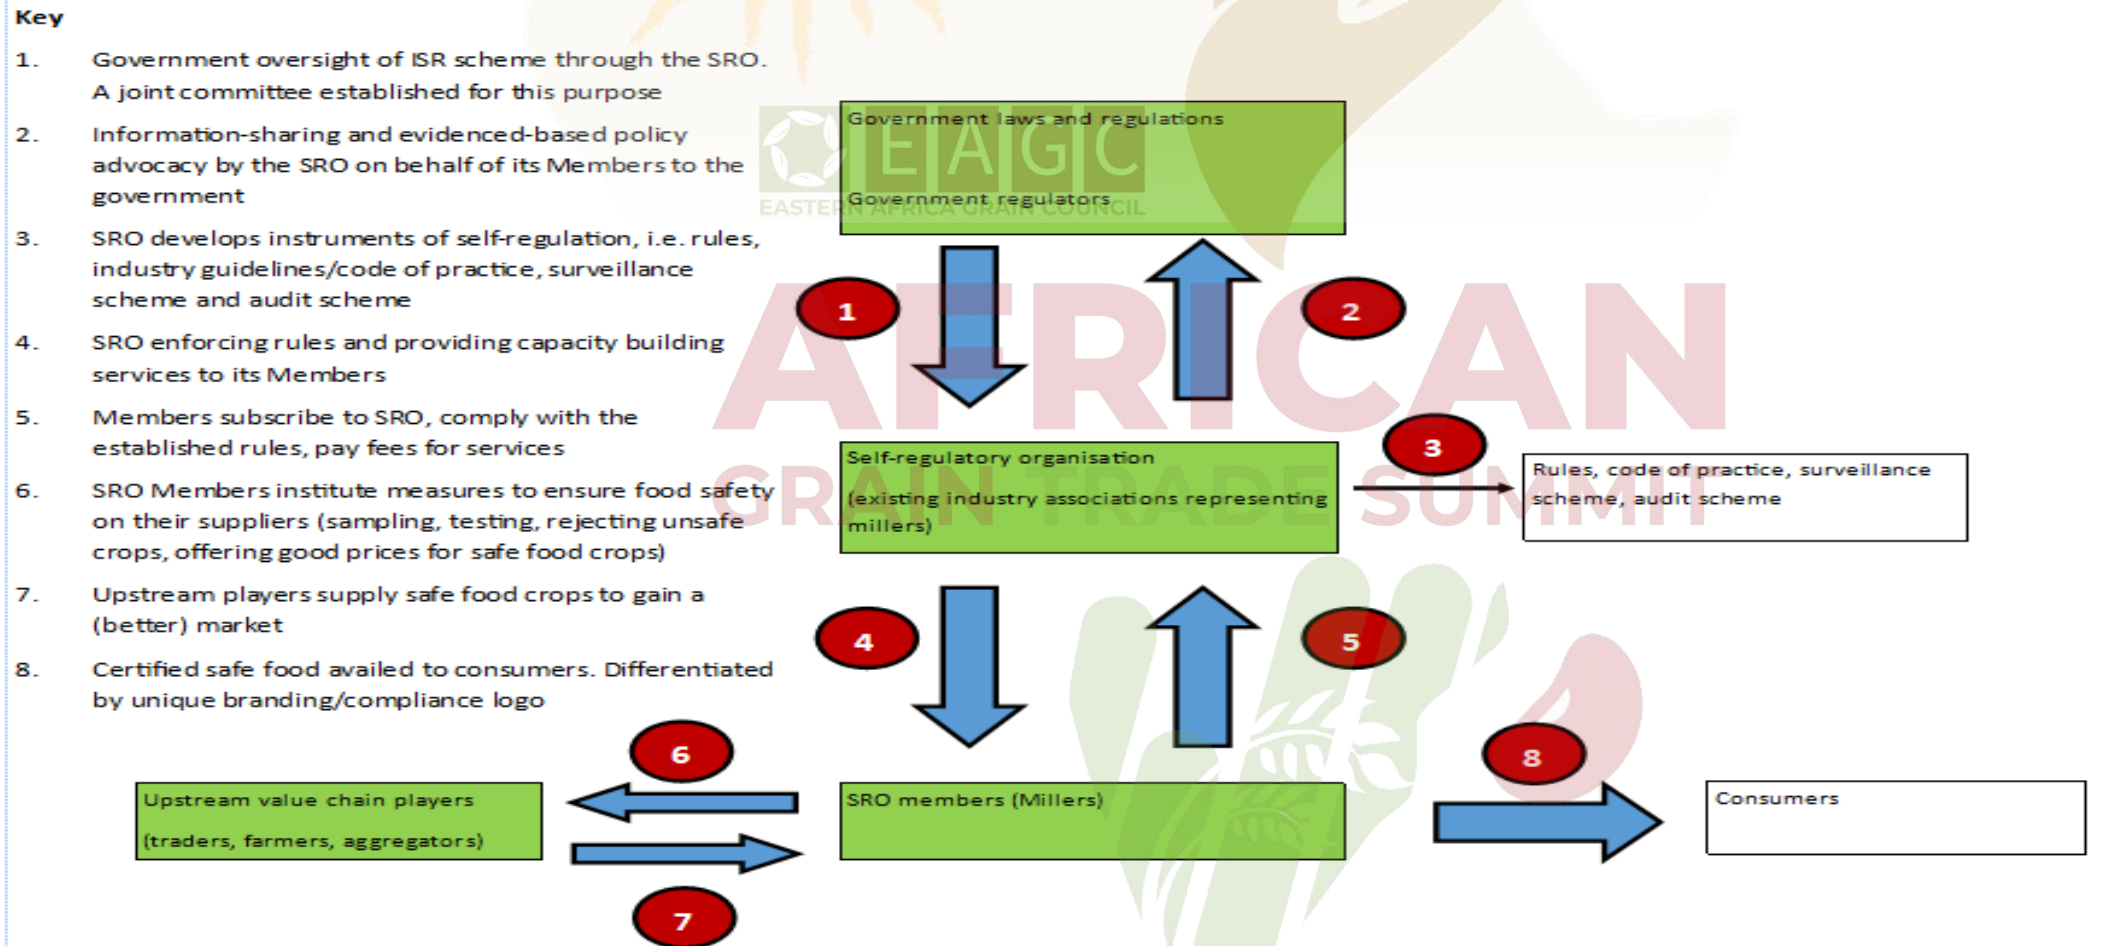 Key
1. Government oversight of ISR scheme through the SRO.
A joint committee established for this purpose
2. Information-sharing and evidenced-based policy
advocacy by the SRO on behalf of its Members to the
government
3. SRO develops instruments of self-regulation, i.e. rules,
industry guidelines/code of practice, surveillance
scheme and audit scheme
4. SRO enforcing rules and providing capacity building
services to its Members
5. Members subscribe to SRO, comply with the
established rules, pay fees for services
6. SRO Members institute measures to ensure food safety
on their suppliers (sampling, testing, rejecting unsafe
crops, offering good prices for safe food crops)
7. Upstream players supply safe food crops to gain a
(better) market
8. Certified safe food availed to consumers. Differentiated
by unique branding/compliance logo
Government laws and regulations
Government regulators
EAGC
EASTERN AFRICA GRAIN COUNCIL
1
2
AFRICAN
GRAIN TRADE SUMMIT
Self-regulatory organisation
(existing industry associations representing
millers)
3
Rules, code of practice, surveillance
scheme, audit scheme
4
5
6
Upstream value chain players
(traders, farmers, aggregators)
7
SRO members (Millers)
8
Consumers